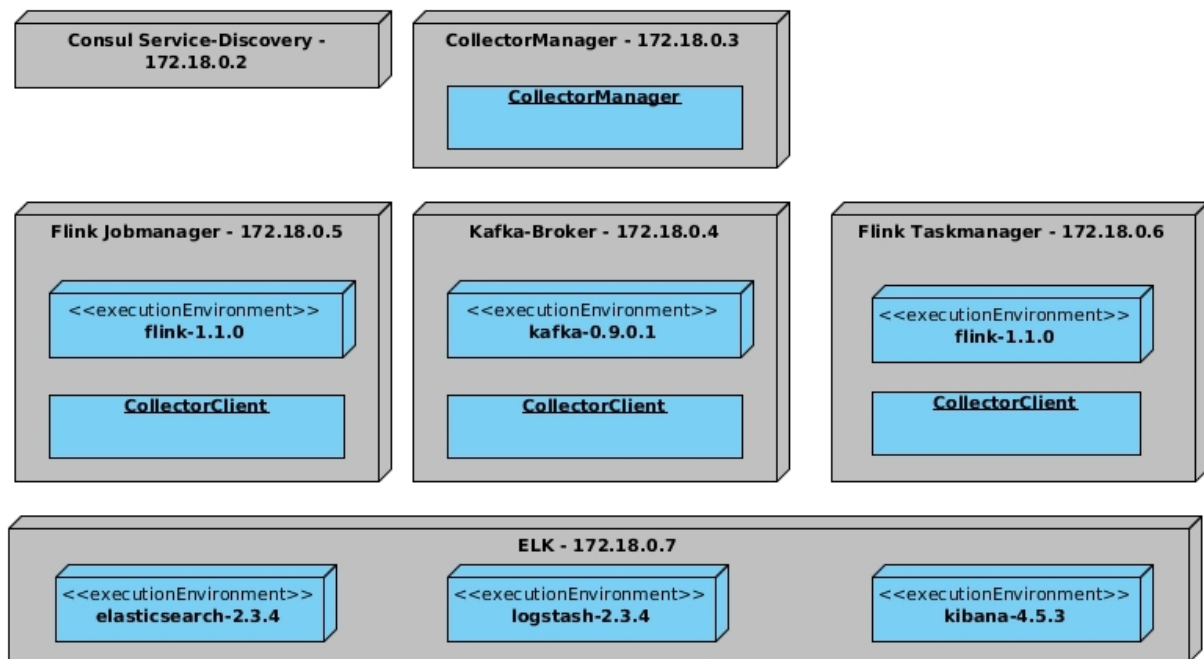 Consul Service-Discovery -
172.18.0.2
CollectorManager - 172.18.0.3
CollectorManager
Flink Jobmanager - 172.18.0.5
<<executionEnvironment>>
flink-1.1.0
CollectorClient
Kafka-Broker - 172.18.0.4
<<executionEnvironment>>
kafka-0.9.0.1
CollectorClient
Flink Taskmanager - 172.18.0.6
<<executionEnvironment>>
flink-1.1.0
CollectorClient
ELK - 172.18.0.7
<<executionEnvironment>>
elasticsearch-2.3.4
<<executionEnvironment>>
logstash-2.3.4
<<executionEnvironment>>
kibana-4.5.3